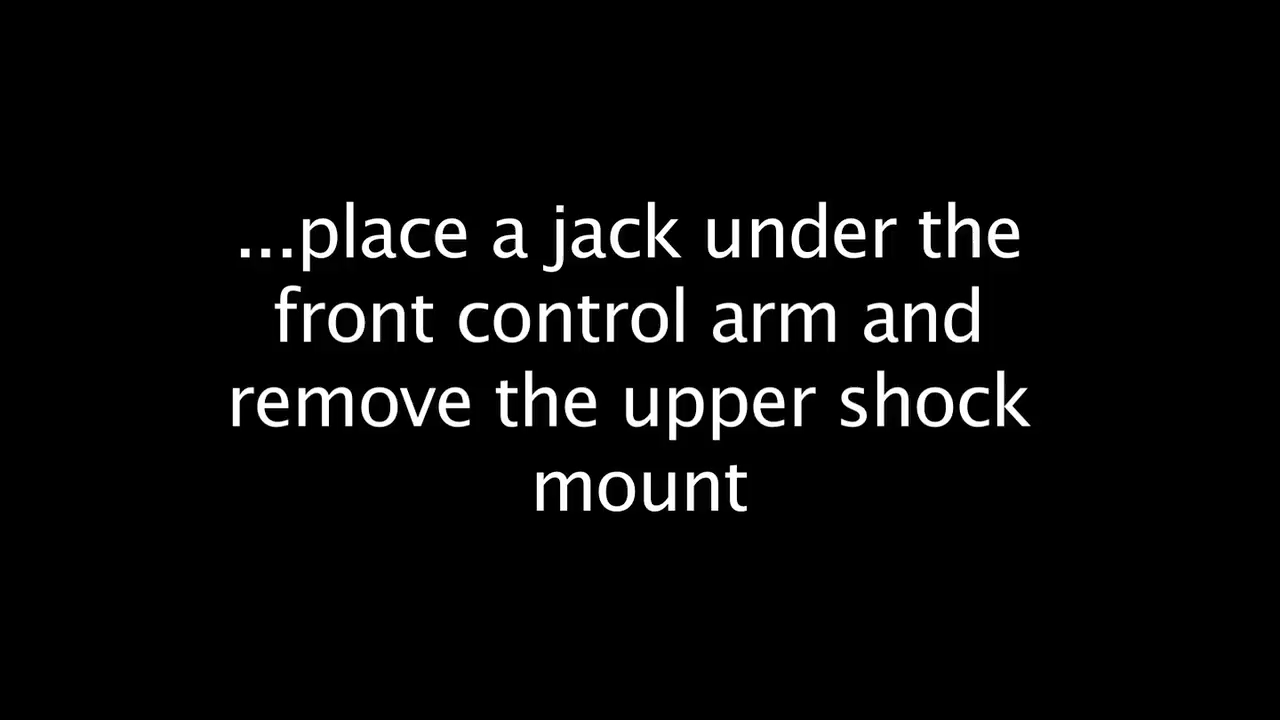 ...place a jack under the
front control arm and
remove the upper shock
mount